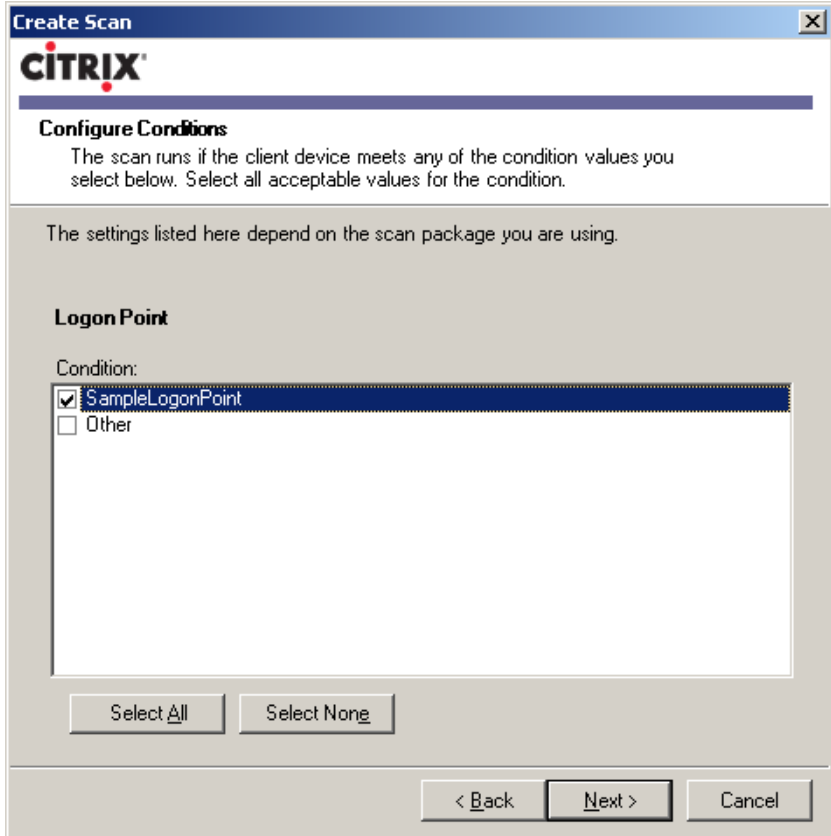 Create Scan
CİTRIX
Configure Conditions
The scan runs if the client device meets any of the condition values you
select below. Select all acceptable values for the condition.
The settings listed here depend on the scan package you are using.
Logon Point
Condition:
SampleLogonPoint
Other
Select All
Select None
< Back
Next >
Cancel